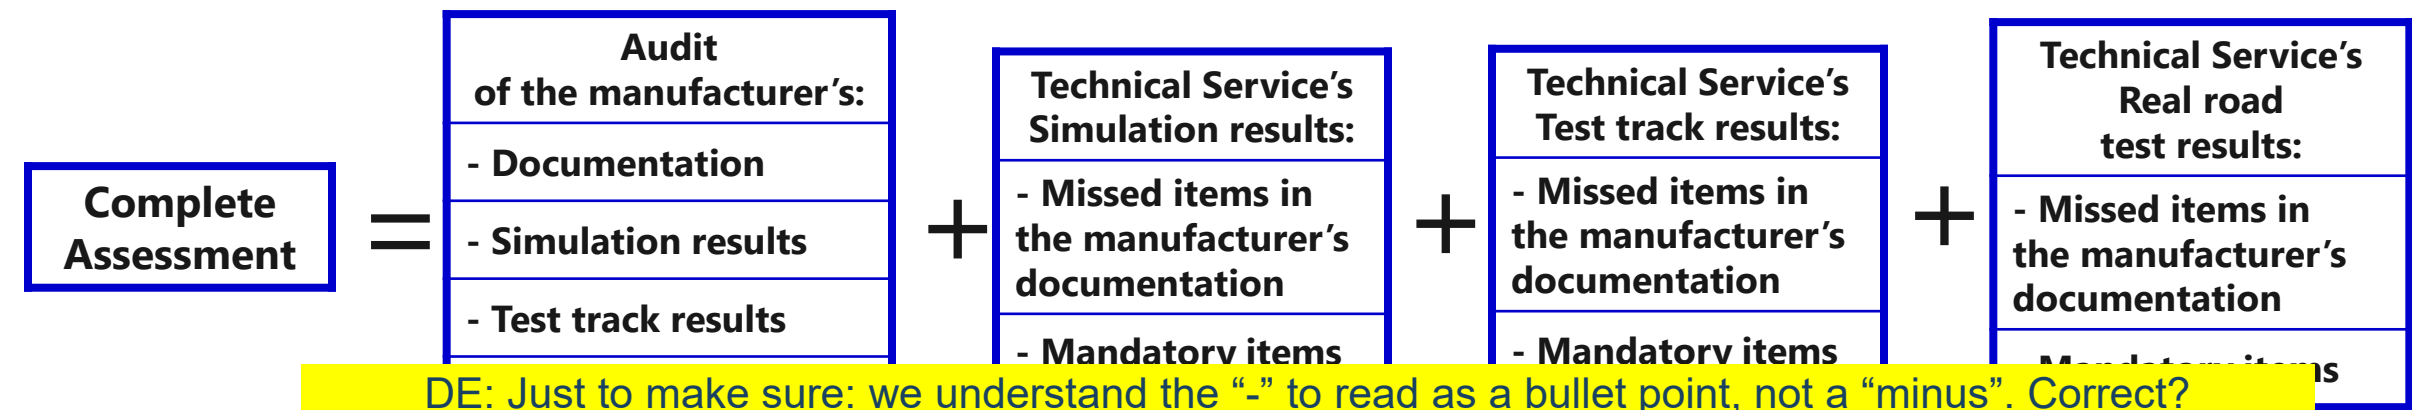 Complete
Assessment
=
Audit
of the manufacturer’s:
- Documentation
- Simulation results
- Test track results
+
Technical Service’s
Simulation results:
- Missed items in
the manufacturer’s
documentation
- Mandatory items
+
Technical Service’s
Test track results:
- Missed items in
the manufacturer’s
documentation
- Mandatory items
+
Technical Service’s
Real road
test results:
- Missed items in
the manufacturer’s
documentation
- Mandatory items
DE: Just to make sure: we understand the “-” to read as a bullet point, not a “minus”. Correct?